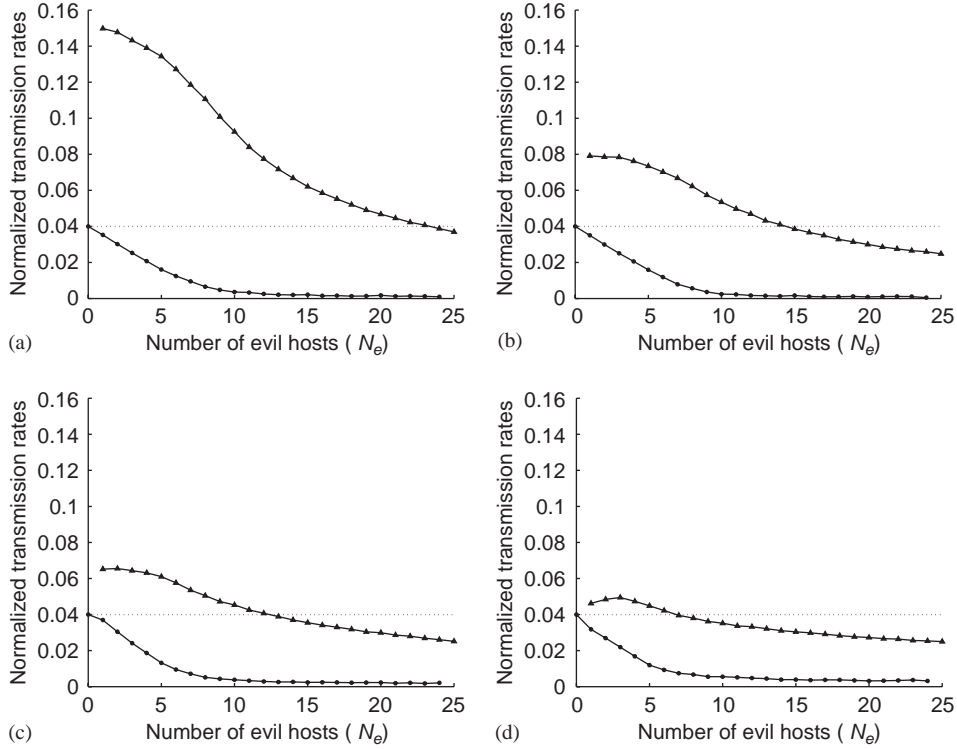 0.16
0.14
0.12
0.1
0.08
0.06
0.04
0.02
0
Normalized transmission rates
0 5 10 15 20 25
Number of evil hosts ( Ne)
(a)
0.16
0.14
0.12
0.1
0.08
0.06
0.04
0.02
0
Normalized transmission rates
0 5 10 15 20 25
Number of evil hosts ( Ne)
(b)
0.16
0.14
0.12
0.1
0.08
0.06
0.04
0.02
0
Normalized transmission rates
0 5 10 15 20 25
Number of evil hosts ( Ne)
(c)
0.16
0.14
0.12
0.1
0.08
0.06
0.04
0.02
0
Normalized transmission rates
0 5 10 15 20 25
Number of evil hosts ( Ne)
(d)